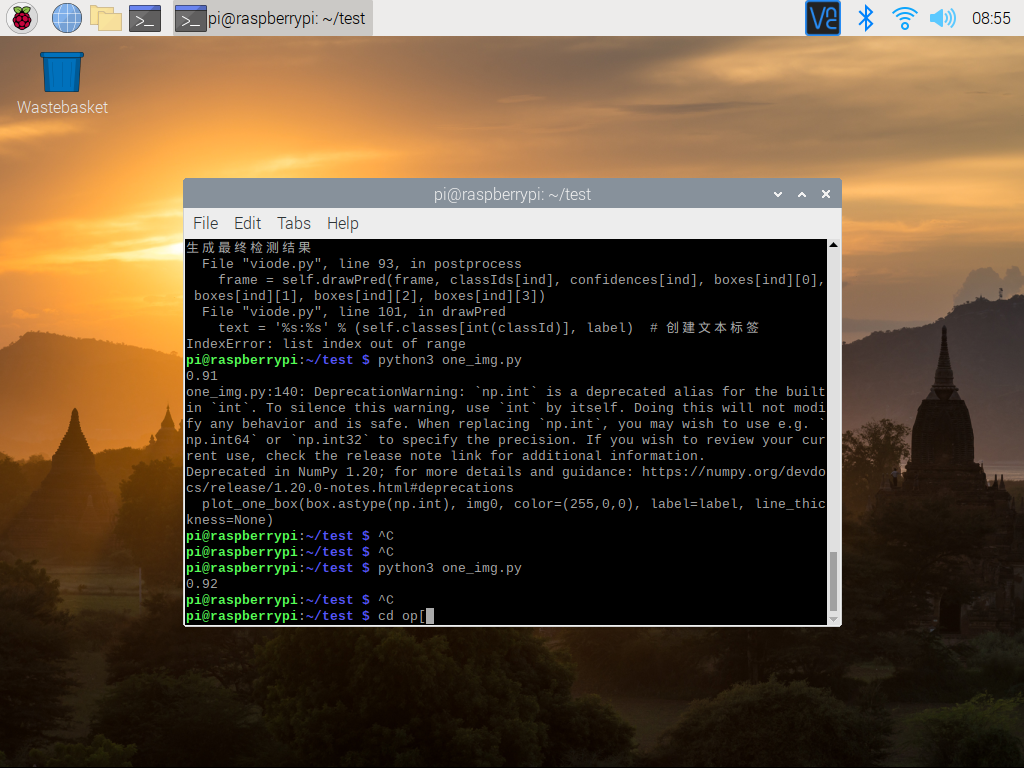 pi@raspberrypi: ~/test
08:55
Wastebasket
pi@raspberrypi: ~/test
File Edit Tabs Help
生成最终检测结果
  File "viode.py", line 93, in postprocess
    frame = self.drawPred(frame, classIds[ind], confidences[ind], boxes[ind][0],
 boxes[ind][1], boxes[ind][2], boxes[ind][3])
  File "viode.py", line 101, in drawPred
    text = '%s:%s' % (self.classes[int(classId)], label)  # 创建文本标签
IndexError: list index out of range
pi@raspberrypi:~/test $ python3 one_img.py
0.91
one_img.py:140: DeprecationWarning: `np.int` is a deprecated alias for the built
in `int`. To silence this warning, use `int` by itself. Doing this will not modi
fy any behavior and is safe. When replacing `np.int`, you may wish to use e.g. `
np.int64` or `np.int32` to specify the precision. If you wish to review your cur
rent use, check the release note link for additional information.
Deprecated in NumPy 1.20; for more details and guidance: https://numpy.org/devdo
cs/release/1.20.0-notes.html#deprecations
  plot_one_box(box.astype(np.int), img0, color=(255,0,0), label=label, line_thic
kness=None)
pi@raspberrypi:~/test $ ^C
pi@raspberrypi:~/test $ ^C
pi@raspberrypi:~/test $ python3 one_img.py
0.92
pi@raspberrypi:~/test $ ^C
pi@raspberrypi:~/test $ cd op[